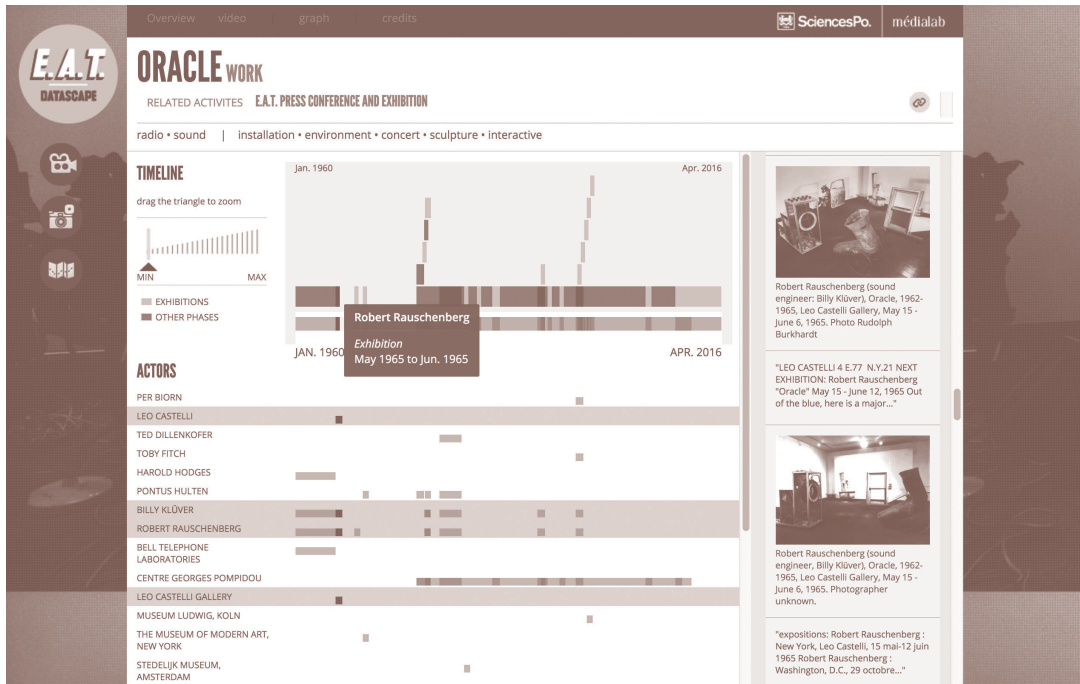 Overview video graph credits
SciencesPo. médialab
E.A.T.
DATASCAPE
ORACLE WORK
RELATED ACTIVITES E.A.T. PRESS CONFERENCE AND EXHIBITION
radio • sound | installation • environment • concert • sculpture • interactive
TIMELINE
drag the triangle to zoom
MIN MAX
EXHIBITIONS
OTHER PHASES
Jan. 1960 Apr. 2016
Robert Rauschenberg
Exhibition
May 1965 to Jun. 1965
JAN. 1960 APR. 2016
ACTORS
PER BIORN
LEO CASTELLI
TED DILLENKOFER
TOBY FITCH
HAROLD HODGES
PONTUS HULTEN
BILLY KLÜVER
ROBERT RAUSCHENBERG
BELL TELEPHONE
LABORATORIES
CENTRE GEORGES POMPIDOU
LEO CASTELLI GALLERY
MUSEUM LUDWIG, KOLN
THE MUSEUM OF MODERN ART,
NEW YORK
STEDELIJK MUSEUM,
AMSTERDAM
Robert Rauschenberg (sound
engineer: Billy Klüver), Oracle, 1962-
1965, Leo Castelli Gallery, May 15 -
June 6, 1965. Photo Rudolph
Burkhardt
"LEO CASTELLI 4 E.77 N.Y.21 NEXT
EXHIBITION: Robert Rauschenberg
"Oracle" May 15 - June 12, 1965 Out
of the blue, here is a major..."
Robert Rauschenberg (sound
engineer, Billy Klüver), Oracle, 1962-
1965, Leo Castelli Gallery, May 15 -
June 6, 1965. Photographer
unknown.
"expositions: Robert Rauschenberg :
New York, Leo Castelli, 15 mai-12 juin
1965 Robert Rauschenberg :
Washington, D.C., 29 octobre..."